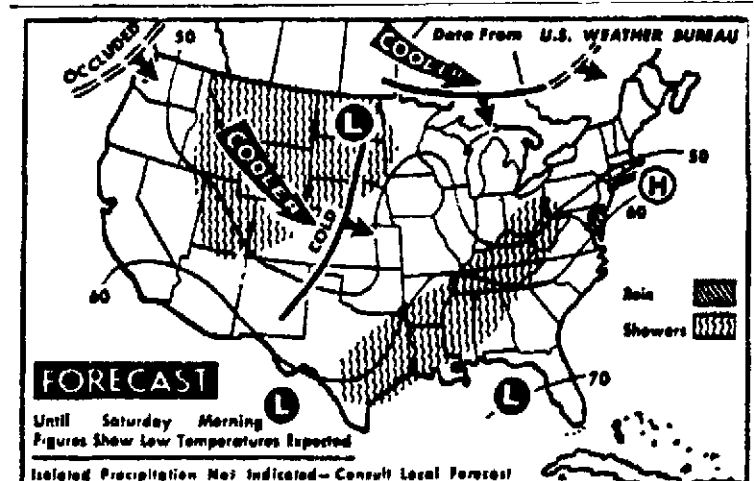 Data From U.S. WEATHER BUREAU
OCCLUDED
50
COOLER
L
COOLER
COLD
50
H
60
60
Rain
Showers
FORECAST
L
L
70
Until Saturday Morning
Figures Show Low Temperatures Expected
Isolated Precipitation Not Indicated— Consult Local Forecast